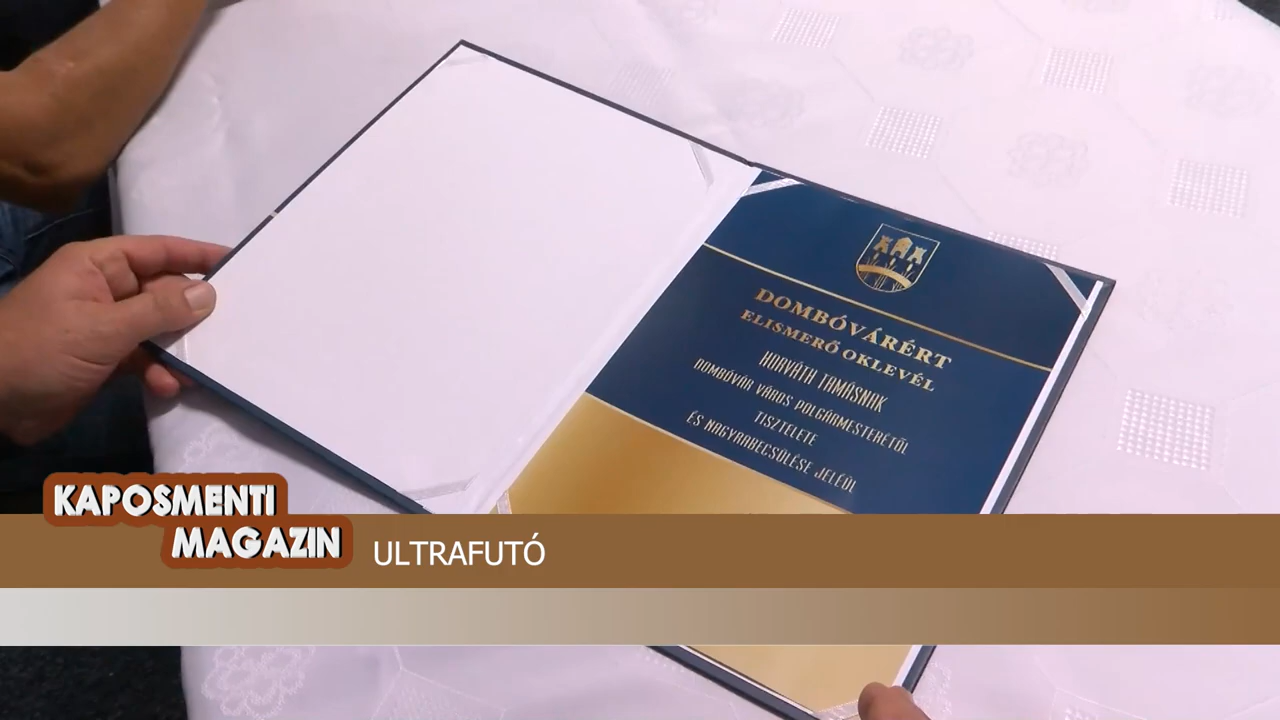 DOMBÓVÁRÉRT
ELISMERŐ OKLEVÉL
HORVÁTH TAMÁSNAK
DOMBÓVÁR VÁROS POLGÁRMESTERÉTŐL
TISZTELETE
ÉS NAGYRABECSÜLÉSE JELÉÜL
KAPOSMENTI
MAGAZIN
ULTRAFUTÓ